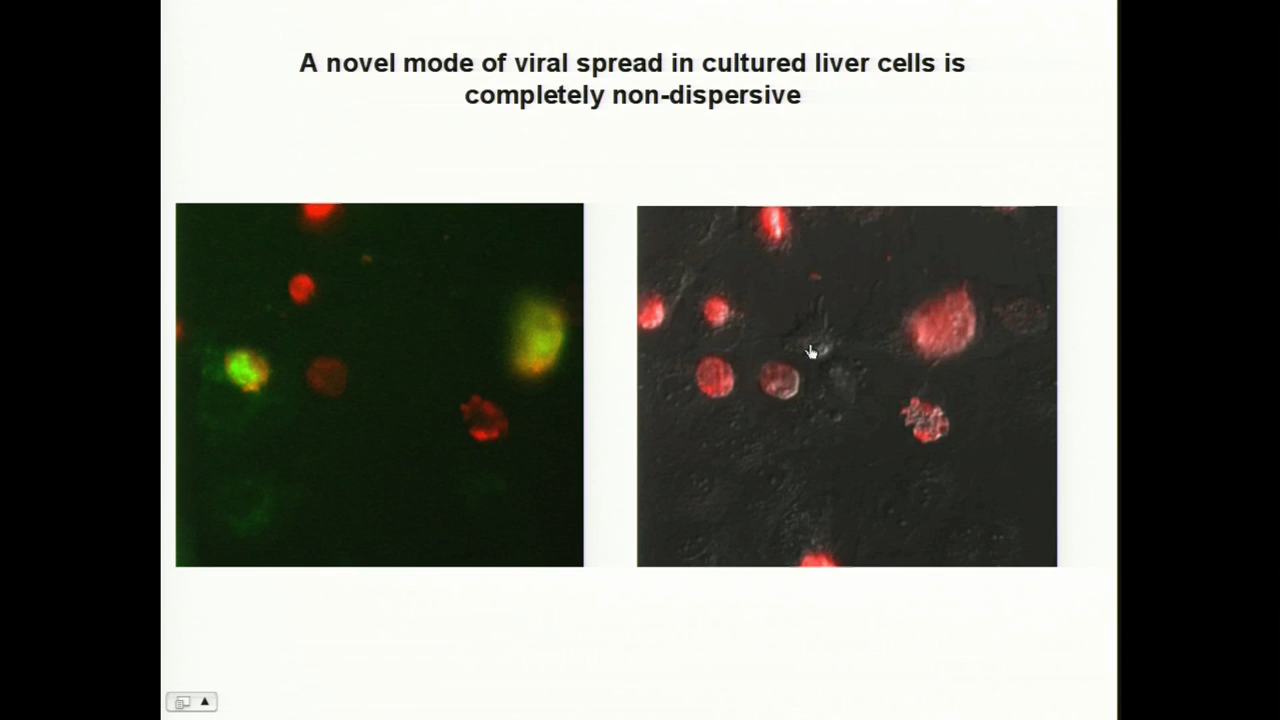 A novel mode of viral spread in cultured liver cells is
completely non-dispersive